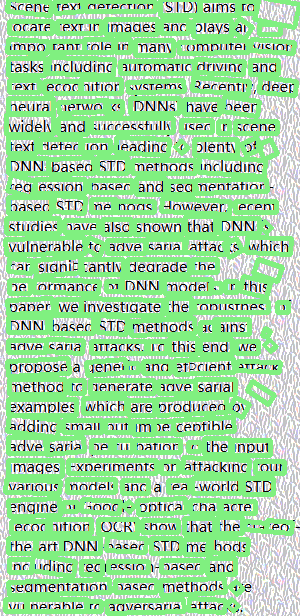 Scene text detection (STD) aims to
locate text in images and plays an
important role in many computer vision
tasks including automatic driving and
text recognition systems. Recently, deep
neural networks (DNNs) have been
widely and successfully used in scene
text detection, leading to plenty of
DNN-based STD methods including
regression-based and segmentation-
based STD methods. However, recent
studies have also shown that DNN is
vulnerable to adversarial attacks, which
can significantly degrade the
performance of DNN models. In this
paper, we investigate the robustness of
DNN-based STD methods against
adversarial attacks. To this end, we
propose a generic and efficient attack
method to generate adversarial
examples, which are produced by
adding small but imperceptible
adversarial perturbation to the input
images. Experiments on attacking four
various models and a real-world STD
engine of Google optical character
recognition (OCR) show that the state-of-
the-art DNN-based STD methods
including regression-based and
segmentation-based methods are
vulnerable to adversarial attacks.